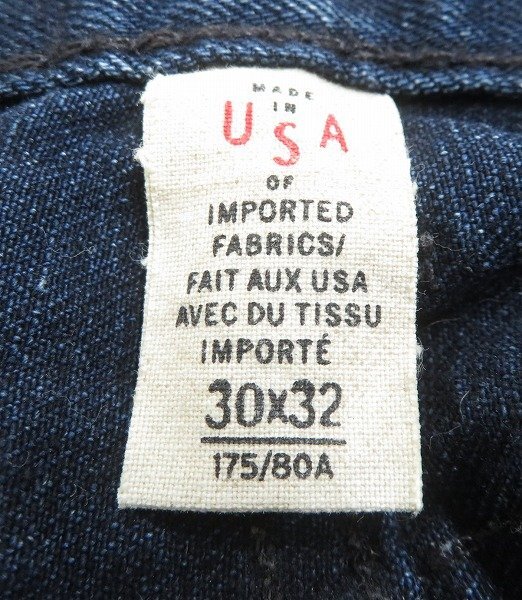 MADE
IN
USA
OF
IMPORTED
FABRICS/
FAIT AUX USA
AVEC DU TISSU
IMPORTÉ
30x32
175/80A